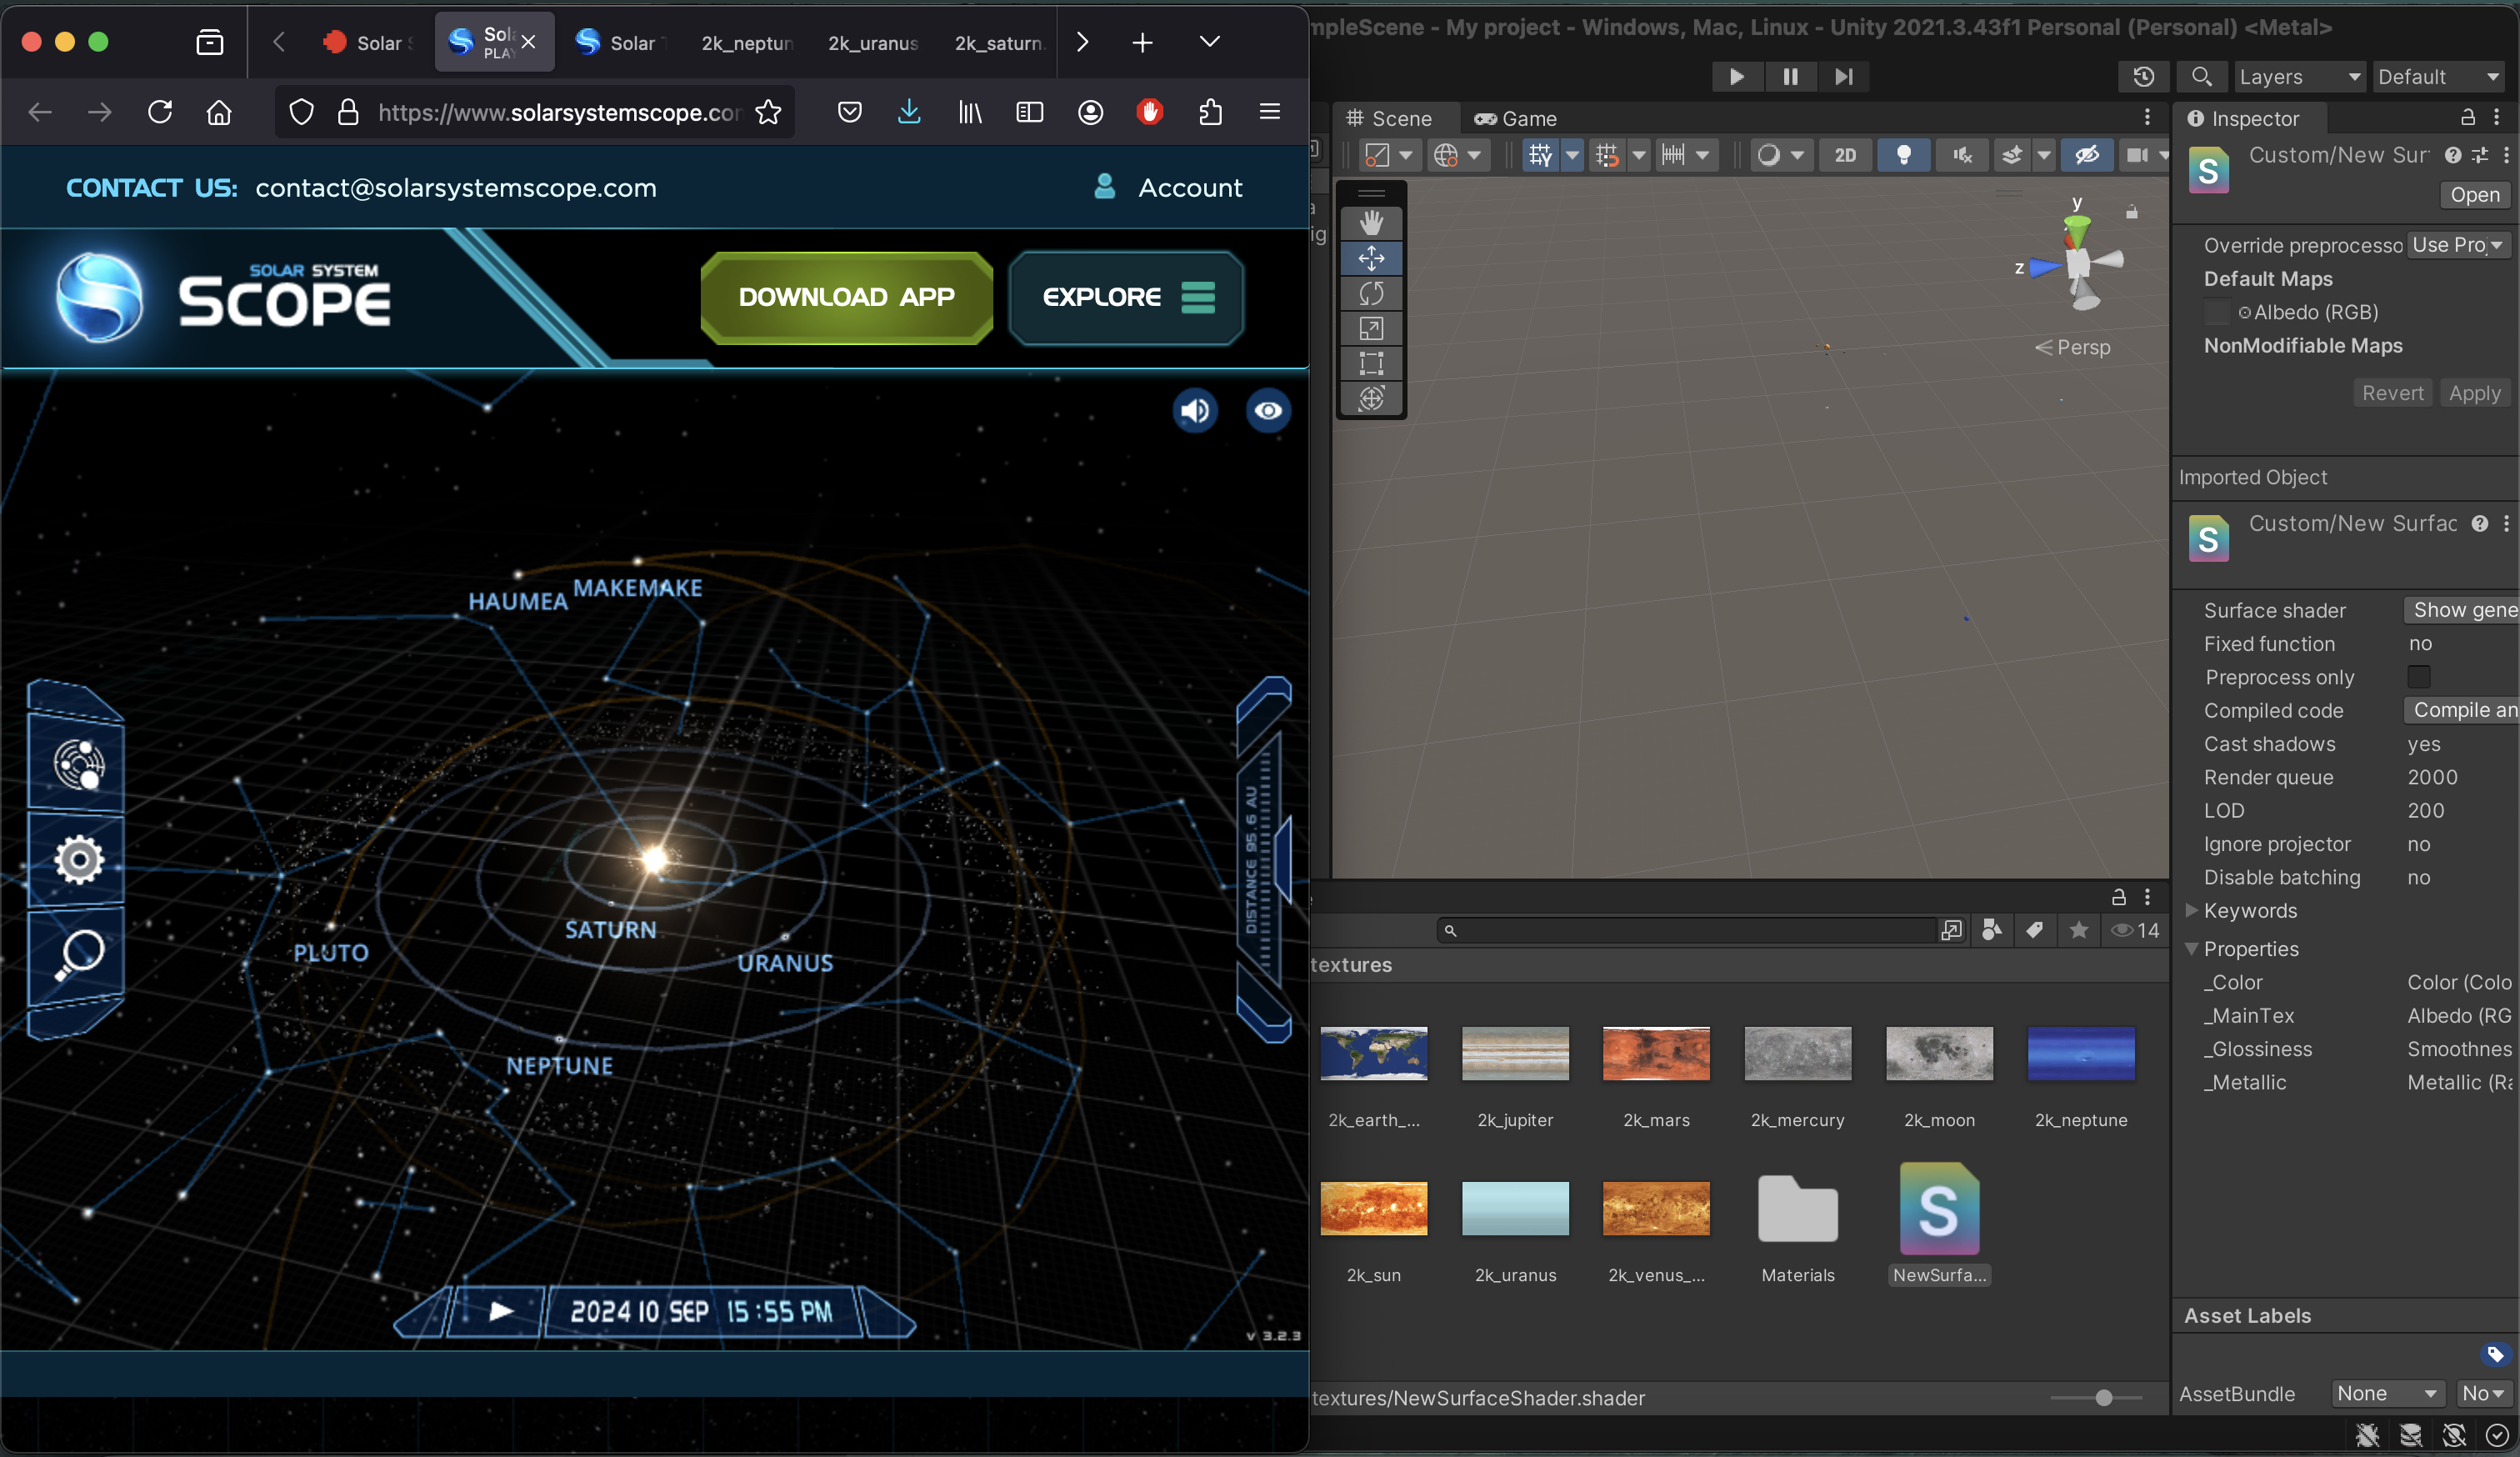 Solar S
Sola
PLAY
Solar T
2k_neptun
2k_uranus
2k_saturn.
https://www.solarsystemscope.com
CONTACT US: contact@solarsystemscope.com
Account
SOLAR SYSTEM
SCOPE
DOWNLOAD APP
EXPLORE
HAUMEA
MAKEMAKE
SATURN
PLUTO
URANUS
NEPTUNE
DISTANCE 95.6 AU
2024 10 SEP 15:55 PM
v 3.2.3
mpleScene - My project - Windows, Mac, Linux - Unity 2021.3.43f1 Personal (Personal) <Metal>
Layers
Default
Scene
Game
2D
y
z
Persp
14
textures
2k_earth_...
2k_jupiter
2k_mars
2k_mercury
2k_moon
2k_neptune
2k_sun
2k_uranus
2k_venus_...
Materials
NewSurfa...
textures/NewSurfaceShader.shader
Inspector
Custom/New Sur
Open
Override preprocesso
Use Proj
Default Maps
Albedo (RGB)
NonModifiable Maps
Revert
Apply
Imported Object
Custom/New Surfac
Surface shader
Show gene
Fixed function
no
Preprocess only
Compiled code
Compile an
Cast shadows
yes
Render queue
2000
LOD
200
Ignore projector
no
Disable batching
no
Keywords
Properties
_Color
Color (Colo
_MainTex
Albedo (RG
_Glossiness
Smoothnes
_Metallic
Metallic (Ra
Asset Labels
AssetBundle
None
No